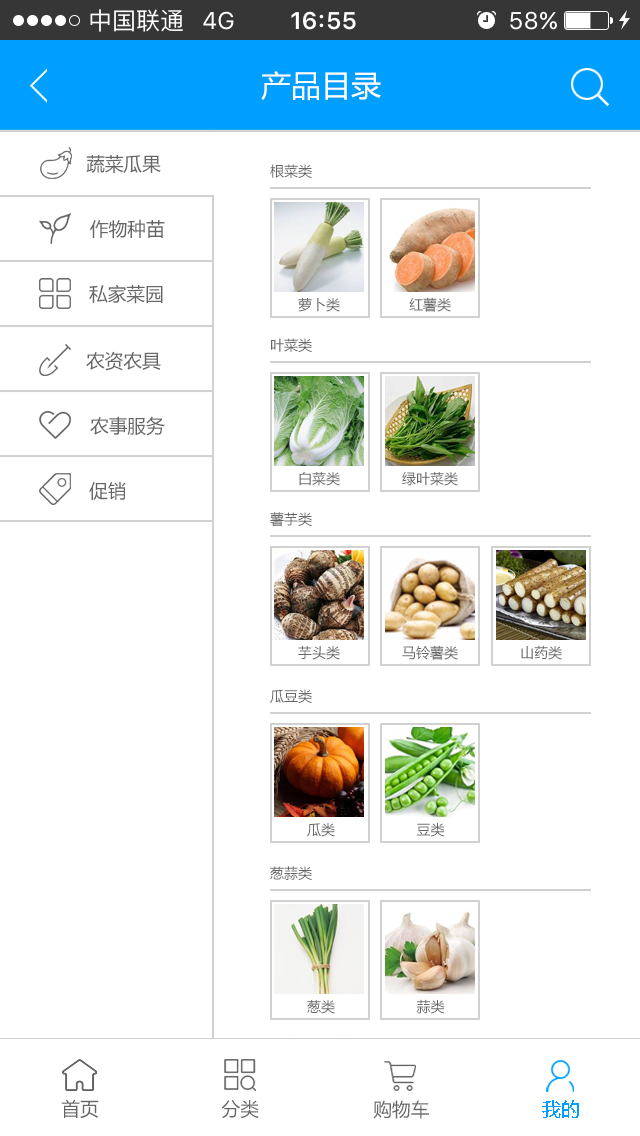 中国联通 4G 16:55 58%
产品目录
蔬菜瓜果
作物种苗
私家菜园
农资农具
农事服务
促销
根菜类
萝卜类 红薯类
叶菜类
白菜类 绿叶菜类
薯芋类
芋头类 马铃薯类 山药类
瓜豆类
瓜类 豆类
葱蒜类
葱类 蒜类
首页 分类 购物车 我的